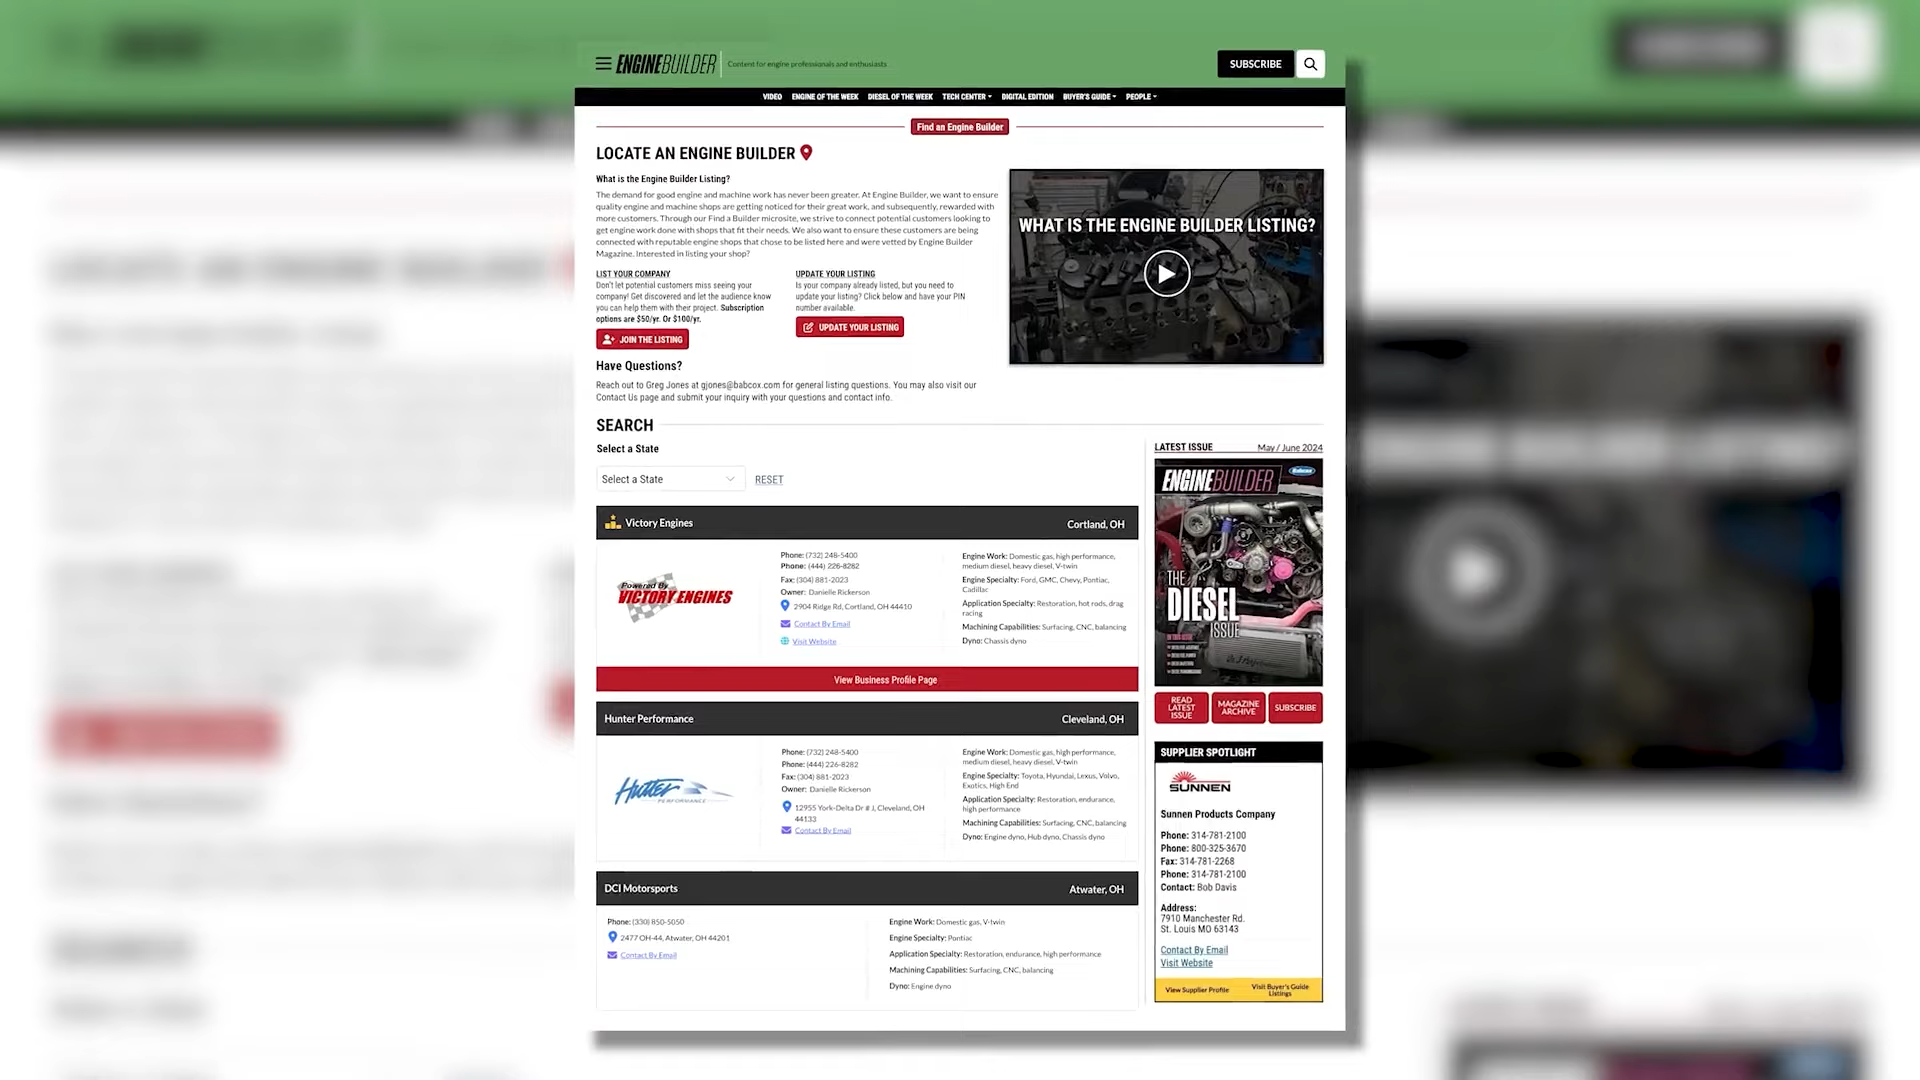 ENGINEBUILDER
Content for engine professionals and enthusiasts
SUBSCRIBE
VIDEO ENGINE OF THE WEEK DIESEL OF THE WEEK TECH CENTER DIGITAL EDITION BUYER'S GUIDE PEOPLE
Find an Engine Builder
LOCATE AN ENGINE BUILDER
What is the Engine Builder Listing?
The demand for good engine and machine work has never been greater. At Engine Builder, we want to ensure
quality engine and machine shops are getting noticed for their great work, and subsequently, rewarded with
more customers. Through our Find a Builder microsite, we strive to connect potential customers looking to
get engine work done with shops that fit their needs. We also want to ensure these customers are being
connected with reputable engine shops that chose to be listed here and were vetted by Engine Builder
Magazine. Interested in listing your shop?
LIST YOUR COMPANY
Don't let potential customers miss seeing your
company! Get discovered and let the audience know
you can help them with their project. Subscription
options are $50/yr. Or $100/yr.
JOIN THE LISTING
UPDATE YOUR LISTING
Is your company already listed, but you need to
update your listing? Click below and have your PIN
number available.
UPDATE YOUR LISTING
WHAT IS THE ENGINE BUILDER LISTING?
Have Questions?
Reach out to Greg Jones at gjones@babcox.com for general listing questions. You may also visit our
Contact Us page and submit your inquiry with your questions and contact info.
SEARCH
Select a State
Select a State
RESET
Victory Engines
Cortland, OH
Powered By
VICTORY ENGINES
Phone: (732) 248-5400
Phone: (444) 226-8282
Fax: (304) 881-2023
Owner: Danielle Rickerson
2904 Ridge Rd, Cortland, OH 44410
Contact By Email
Visit Website
Engine Work: Domestic gas, high performance,
medium diesel, heavy diesel, V-twin
Engine Specialty: Ford, GMC, Chevy, Pontiac,
Cadillac
Application Specialty: Restoration, hot rods, drag
racing
Machining Capabilities: Surfacing, CNC, balancing
Dyno: Chassis dyno
View Business Profile Page
Hunter Performance
Cleveland, OH
Hutter
PERFORMANCE
Phone: (732) 248-5400
Phone: (444) 226-8282
Fax: (304) 881-2023
Owner: Danielle Rickerson
12955 York-Delta Dr # J, Cleveland, OH
44133
Contact By Email
Engine Work: Domestic gas, high performance,
medium diesel, heavy diesel, V-twin
Engine Specialty: Toyota, Hyundai, Lexus, Volvo,
Exotics, High End
Application Specialty: Restoration, endurance,
high performance
Machining Capabilities: Surfacing, CNC, balancing
Dyno: Engine dyno, Hub dyno, Chassis dyno
DCI Motorsports
Atwater, OH
Phone: (330) 850-5050
2477 OH-44, Atwater, OH 44201
Contact By Email
Engine Work: Domestic gas, V-twin
Engine Specialty: Pontiac
Application Specialty: Restoration, endurance, high performance
Machining Capabilities: Surfacing, CNC, balancing
Dyno: Engine dyno
LATEST ISSUE
May / June 2024
ENGINEBUILDER
Babcox
THE
DIESEL
ISSUE
READ
LATEST
ISSUE
MAGAZINE
ARCHIVE
SUBSCRIBE
SUPPLIER SPOTLIGHT
SUNNEN
Sunnen Products Company
Phone: 314-781-2100
Phone: 800-325-3670
Fax: 314-781-2268
Phone: 314-781-2100
Contact: Bob Davis
Address:
7910 Manchester Rd.
St. Louis MO 63143
Contact By Email
Visit Website
View Supplier Profile
Visit Buyer's Guide
Listings